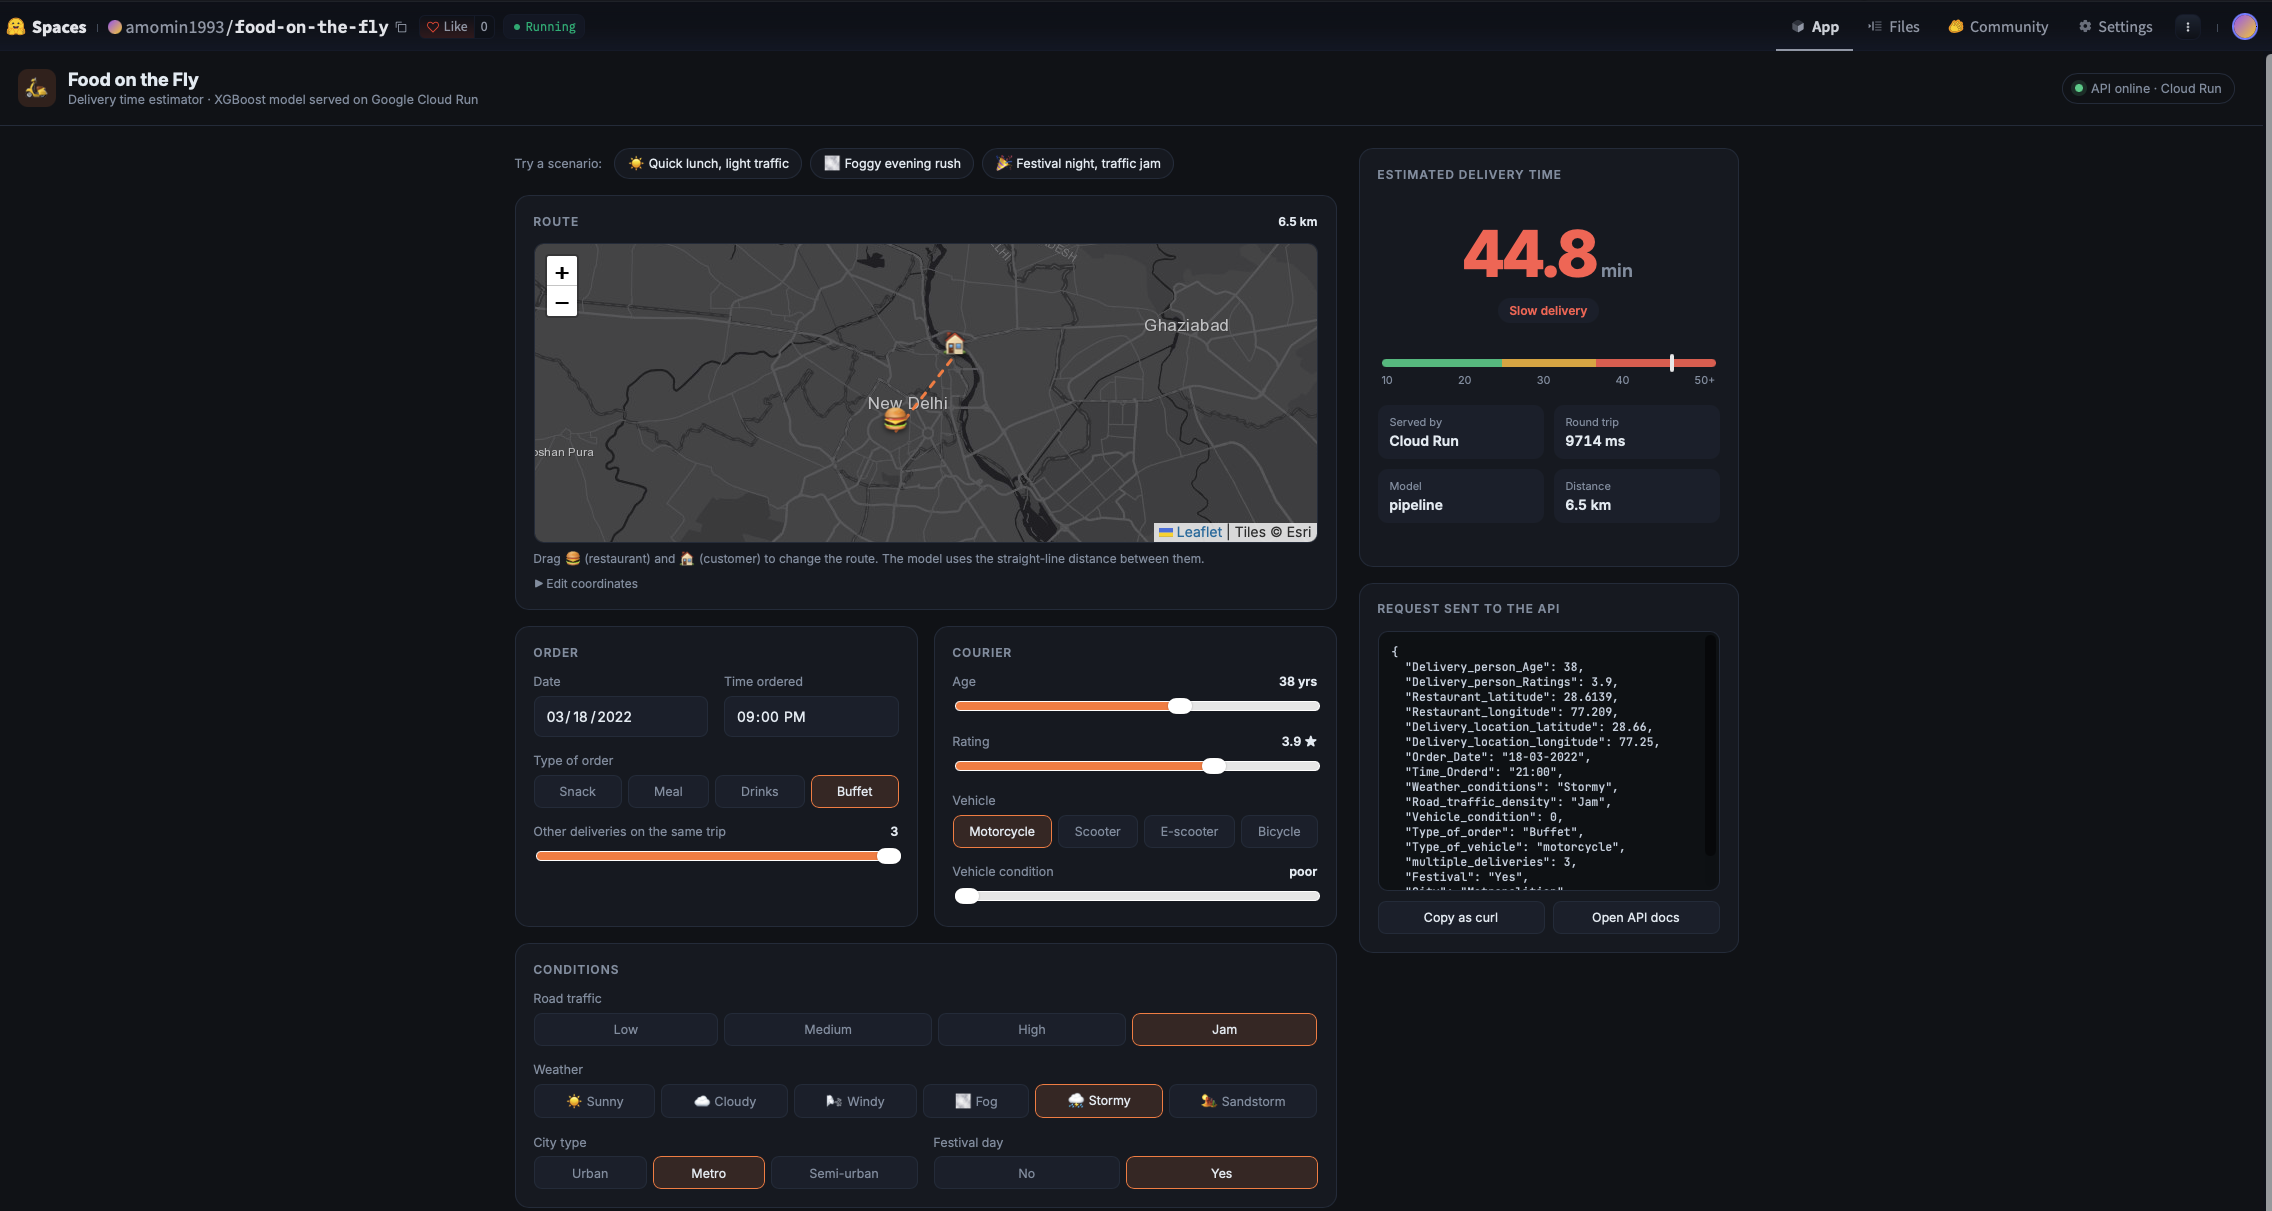 Spaces
amomin1993/food-on-the-fly
Like 0
Running
App
Files
Community
Settings
Food on the Fly
Delivery time estimator · XGBoost model served on Google Cloud Run
API online · Cloud Run
Try a scenario:
Quick lunch, light traffic
Foggy evening rush
Festival night, traffic jam
ROUTE
6.5 km
+
−
Ghaziabad
New Delhi
oshan Pura
Leaflet | Tiles © Esri
Drag 🍔 (restaurant) and 🏠 (customer) to change the route. The model uses the straight-line distance between them.
Edit coordinates
ORDER
Date
Time ordered
03/18/2022
09:00 PM
Type of order
Snack
Meal
Drinks
Buffet
Other deliveries on the same trip
3
COURIER
Age
38 yrs
Rating
3.9 ★
Vehicle
Motorcycle
Scooter
E-scooter
Bicycle
Vehicle condition
poor
CONDITIONS
Road traffic
Low
Medium
High
Jam
Weather
Sunny
Cloudy
Windy
Fog
Stormy
Sandstorm
City type
Urban
Metro
Semi-urban
Festival day
No
Yes
ESTIMATED DELIVERY TIME
44.8 min
Slow delivery
10 20 30 40 50+
Served by
Cloud Run
Round trip
9714 ms
Model
pipeline
Distance
6.5 km
REQUEST SENT TO THE API
{
"Delivery_person_Age": 38,
"Delivery_person_Ratings": 3.9,
"Restaurant_latitude": 28.6139,
"Restaurant_longitude": 77.209,
"Delivery_location_latitude": 28.66,
"Delivery_location_longitude": 77.25,
"Order_Date": "18-03-2022",
"Time_Orderd": "21:00",
"Weather_conditions": "Stormy",
"Road_traffic_density": "Jam",
"Vehicle_condition": 0,
"Type_of_order": "Buffet",
"Type_of_vehicle": "motorcycle",
"multiple_deliveries": 3,
"Festival": "Yes",
Copy as curl
Open API docs